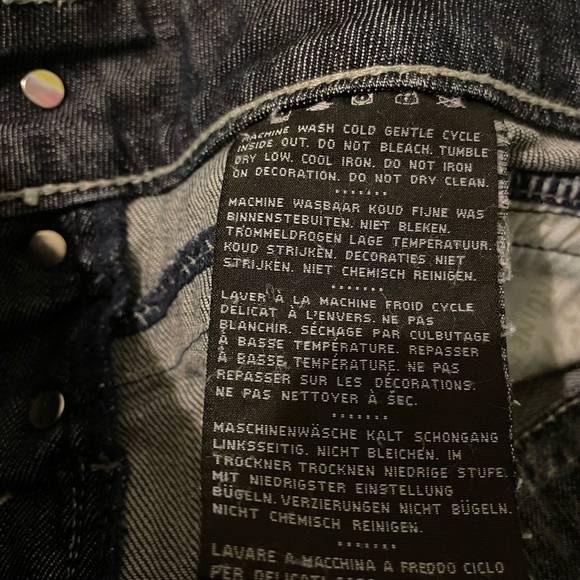 MACHINE WASH COLD GENTLE CYCLE
INSIDE OUT. DO NOT BLEACH. TUMBLE
DRY LOW. COOL IRON. DO NOT IRON
ON DECORATION. DO NOT DRY CLEAN.
MACHINE WASBAAR KOUD FIJNE WAS
BINNENSTEBUITEN. NIET BLEKEN.
TROMMELDROGEN LAGE TEMPERATUUR.
KOUD STRIJKEN. DECORATIES NIET
STRIJKEN. NIET CHEMISCH REINIGEN.
LAVER À LA MACHINE FROID CYCLE
DÉLICAT À L'ENVERS. NE PAS
BLANCHIR. SÉCHAGE PAR CULBUTAGE
À BASSE TEMPÉRATURE. REPASSER
À BASSE TEMPÉRATURE. NE PAS
REPASSER SUR LES DÉCORATIONS.
NE PAS NETTOYER À SEC.
MASCHINENWÄSCHE KALT SCHONGANG
LINKSSEITIG. NICHT BLEICHEN. IM
TROCKNER TROCKNEN NIEDRIGE STUFE.
MIT NIEDRIGSTER EINSTELLUNG
BÜGELN. VERZIERUNGEN NICHT BÜGELN.
NICHT CHEMISCH REINIGEN.
LAVARE A MACCHINA A FREDDO CICLO
PER DELICATI